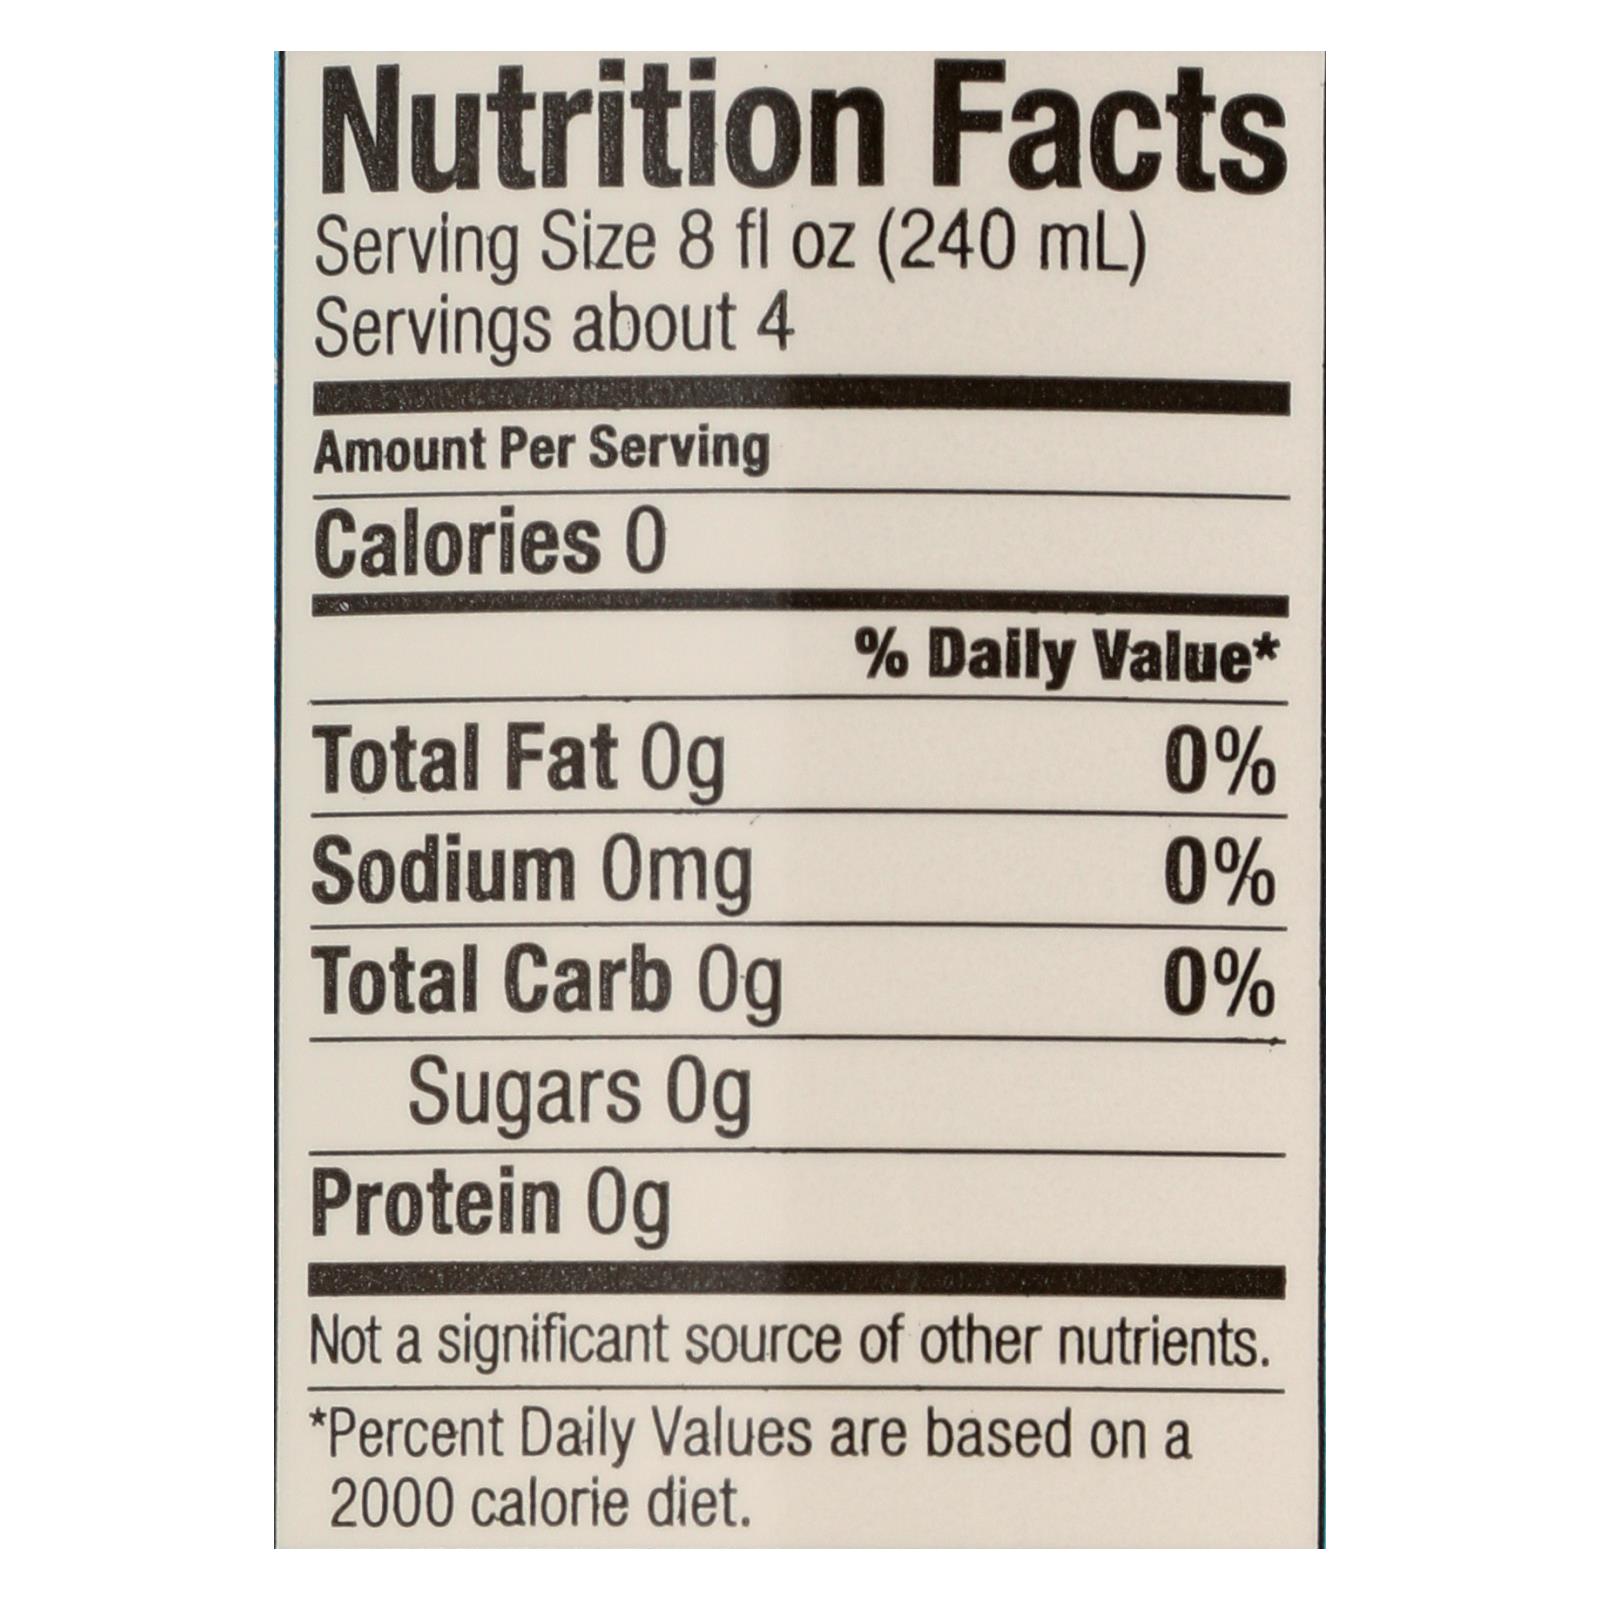 Nutrition Facts
Serving Size 8 fl oz (240 mL)
Servings about 4
Amount Per Serving
Calories 0
% Daily Value*
Total Fat 0g 0%
Sodium 0mg 0%
Total Carb 0g 0%
Sugars 0g
Protein 0g
Not a significant source of other nutrients.
*Percent Daily Values are based on a
2000 calorie diet.